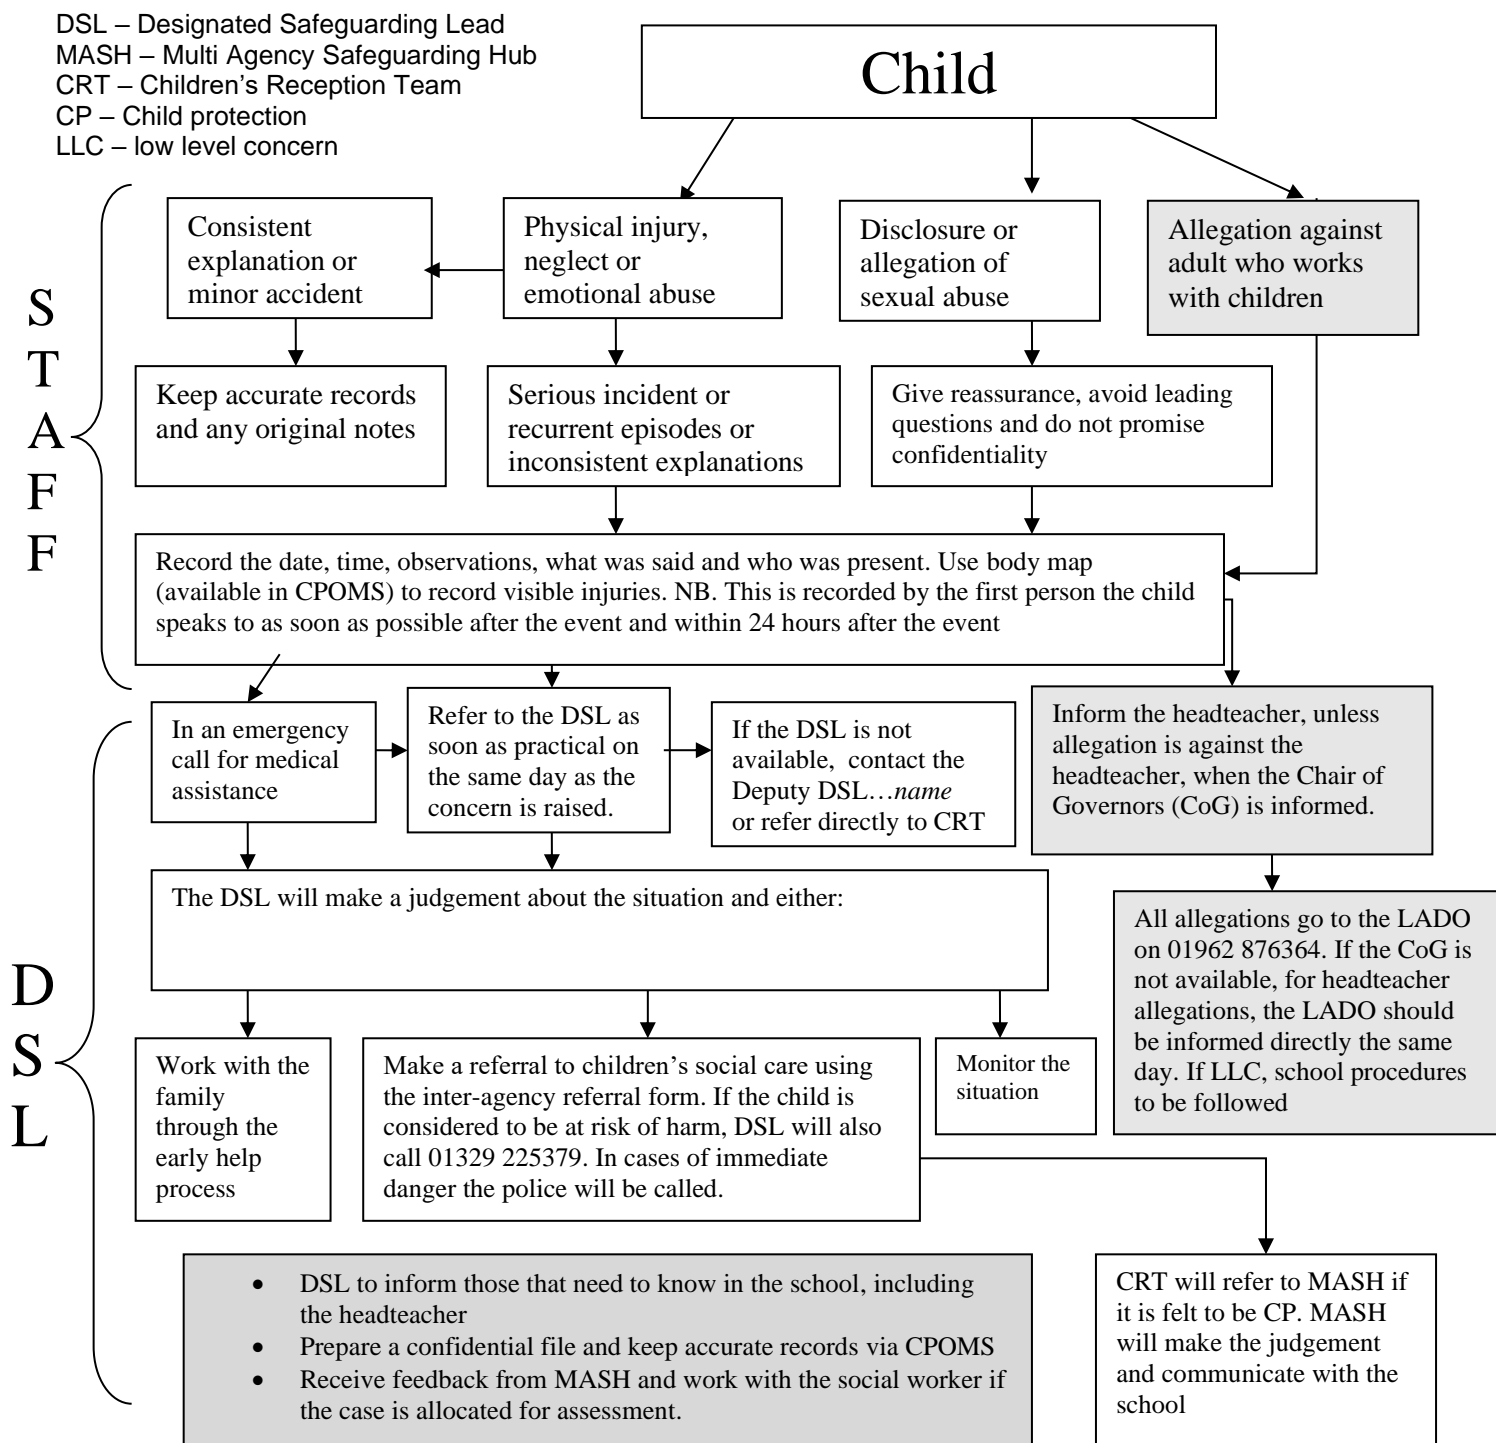 DSL – Designated Safeguarding Lead
MASH – Multi Agency Safeguarding Hub
CRT – Children's Reception Team
CP – Child protection
LLC – low level concern
Child
S
T
A
F
F
Consistent
explanation or
minor accident
Physical injury,
neglect or
emotional abuse
Disclosure or
allegation of
sexual abuse
Allegation against
adult who works
with children
Keep accurate records
and any original notes
Serious incident or
recurrent episodes or
inconsistent explanations
Give reassurance, avoid leading
questions and do not promise
confidentiality
Record the date, time, observations, what was said and who was present. Use body map
(available in CPOMS) to record visible injuries. NB. This is recorded by the first person the child
speaks to as soon as possible after the event and within 24 hours after the event
D
S
L
In an emergency
call for medical
assistance
Refer to the DSL as
soon as practical on
the same day as the
concern is raised.
If the DSL is not
available, contact the
Deputy DSL…name
or refer directly to CRT
Inform the headteacher, unless
allegation is against the
headteacher, when the Chair of
Governors (CoG) is informed.
The DSL will make a judgement about the situation and either:
All allegations go to the LADO
on 01962 876364. If the CoG is
not available, for headteacher
allegations, the LADO should
be informed directly the same
day. If LLC, school procedures
to be followed
Work with the
family
through the
early help
process
Make a referral to children's social care using
the inter-agency referral form. If the child is
considered to be at risk of harm, DSL will also
call 01329 225379. In cases of immediate
danger the police will be called.
Monitor the
situation
• DSL to inform those that need to know in the school, including
the headteacher
• Prepare a confidential file and keep accurate records via CPOMS
• Receive feedback from MASH and work with the social worker if
the case is allocated for assessment.
CRT will refer to MASH if
it is felt to be CP. MASH
will make the judgement
and communicate with the
school